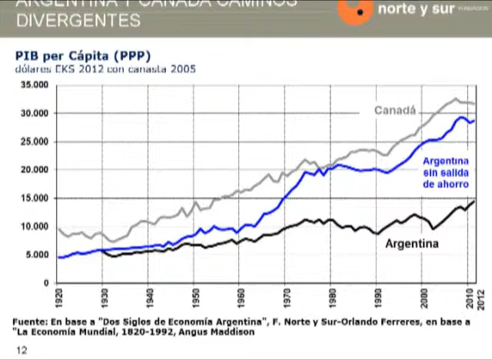 ARGENTINA Y CANADA CAMINOS
DIVERGENTES
norte y sur
PIB per Cápita (PPP)
dólares EKS 2012 con canasta 2005
35.000
30.000
25.000
20.000
15.000
10.000
5.000
0
Canadá
Argentina
sin salida
de ahorro
Argentina
1920
1930
1940
1950
1960
1970
1980
1990
2000
2010
2012
Fuente: En base a "Dos Siglos de Economía Argentina", F. Norte y Sur-Orlando Ferreres, en base a
"La Economía Mundial, 1820-1992, Angus Maddison
12